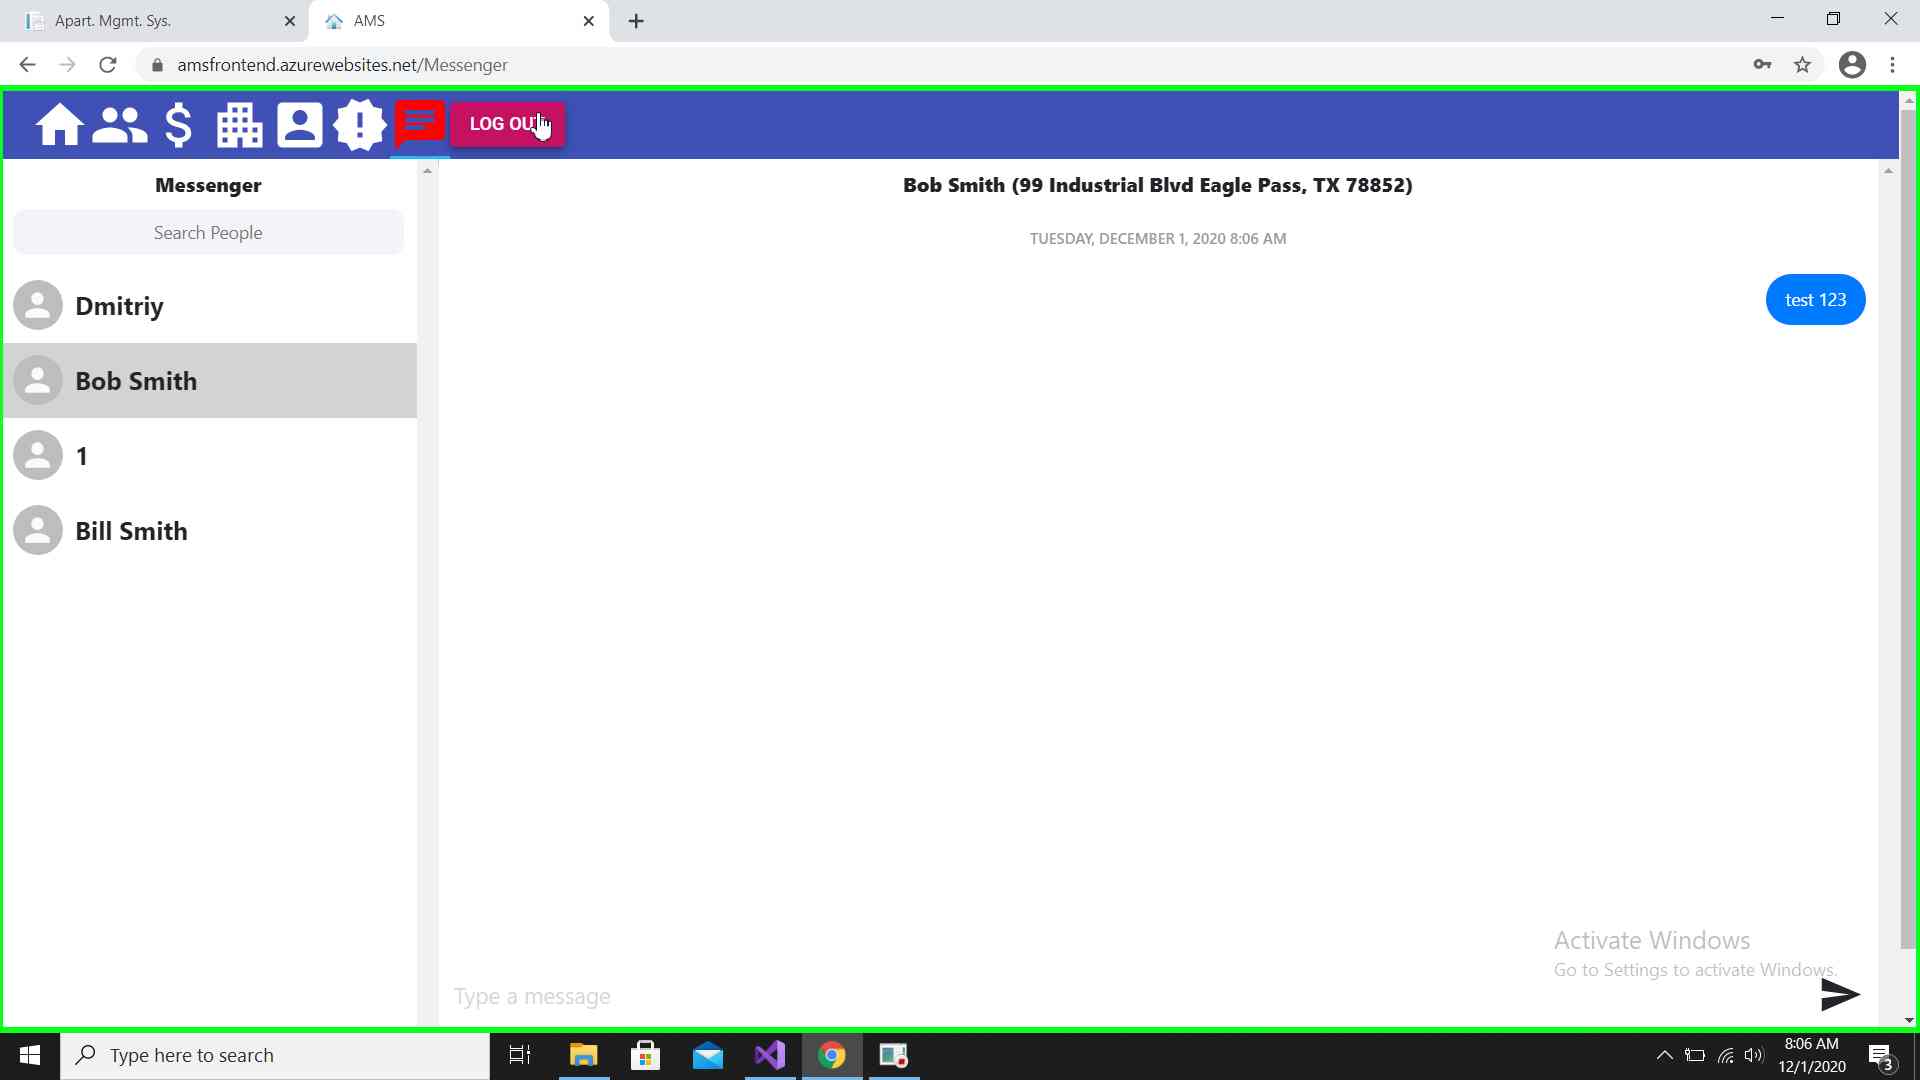 Apart. Mgmt. Sys.
AMS
amsfrontend.azurewebsites.net/Messenger
LOG OUT
Messenger
Search People
Dmitriy
Bob Smith
1
Bill Smith
Bob Smith (99 Industrial Blvd Eagle Pass, TX 78852)
TUESDAY, DECEMBER 1, 2020 8:06 AM
test 123
Activate Windows
Go to Settings to activate Windows.
Type a message
Type here to search
8:06 AM
12/1/2020
3